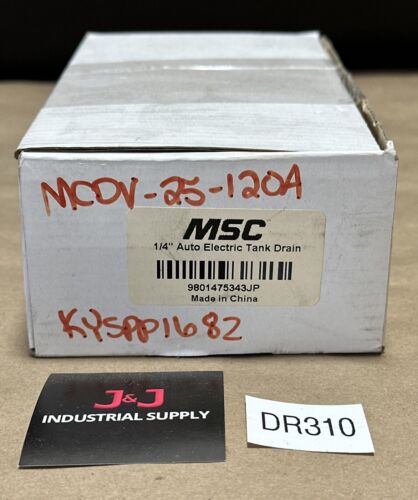 MCDV-25-120A
MSC
1/4" Auto Electric Tank Drain
9801475343JP
Made in China
KYSPP1682
J&J
INDUSTRIAL SUPPLY
DR310